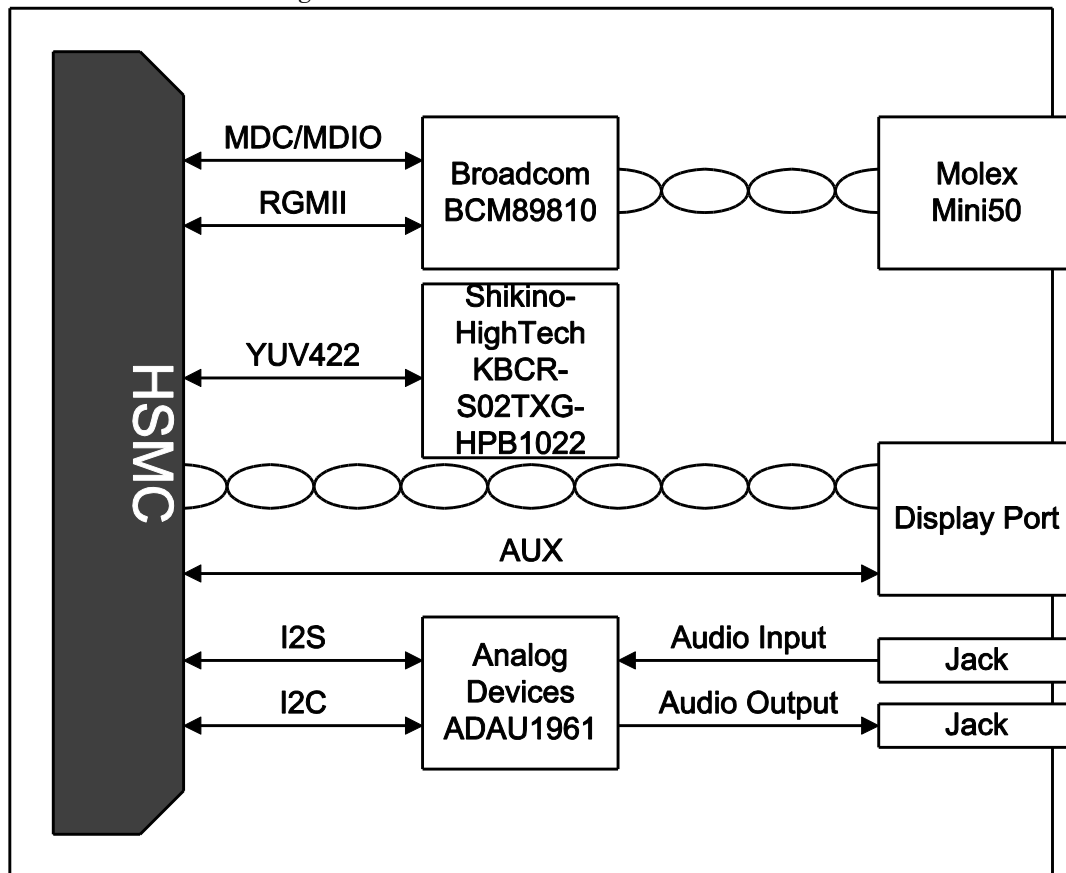 MDC/MDIO
RGMII
Broadcom
BCM89810
Molex
Mini50
YUV422
Shikino-
HighTech
KBCR-
S02TXG-
HPB1022
HSMC
Display Port
AUX
I2S
I2C
Analog
Devices
ADAU1961
Audio Input
Audio Output
Jack
Jack